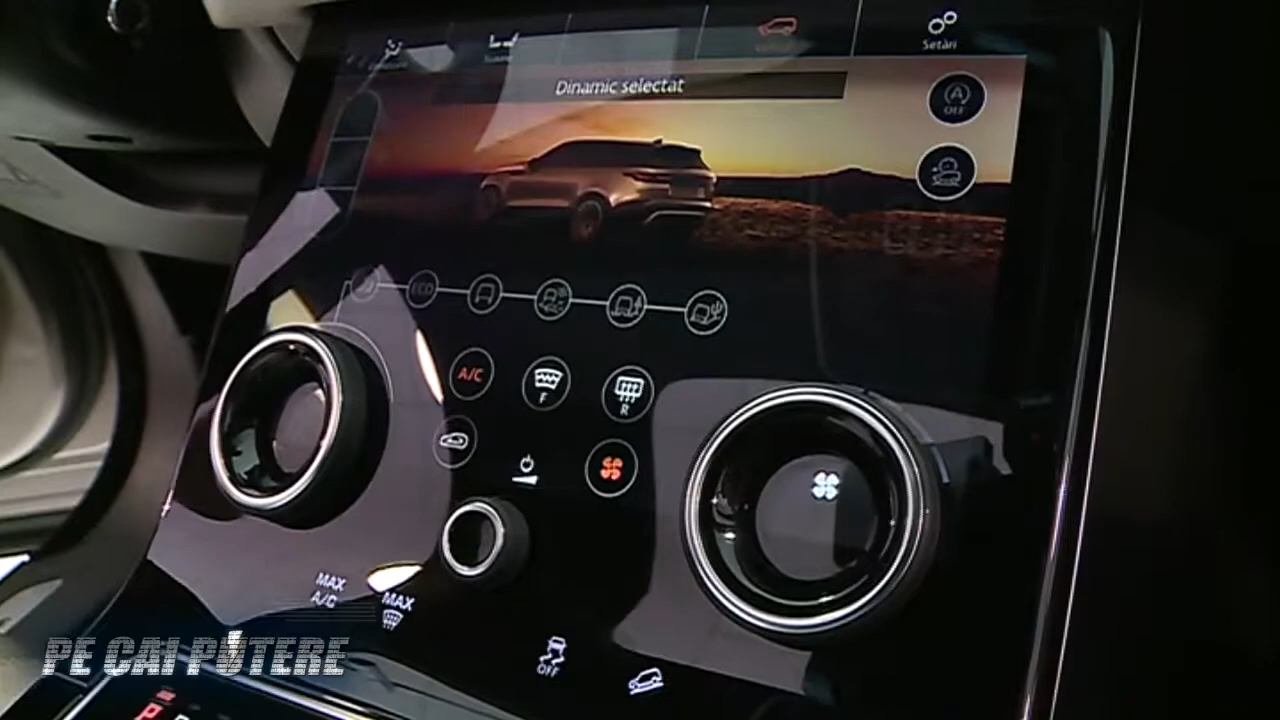 Setări
Dinamic selectat
(A)
OFF
ECO
A/C
F
R
MAX
A/C
MAX
OFF
PE CAI PUTERE
P